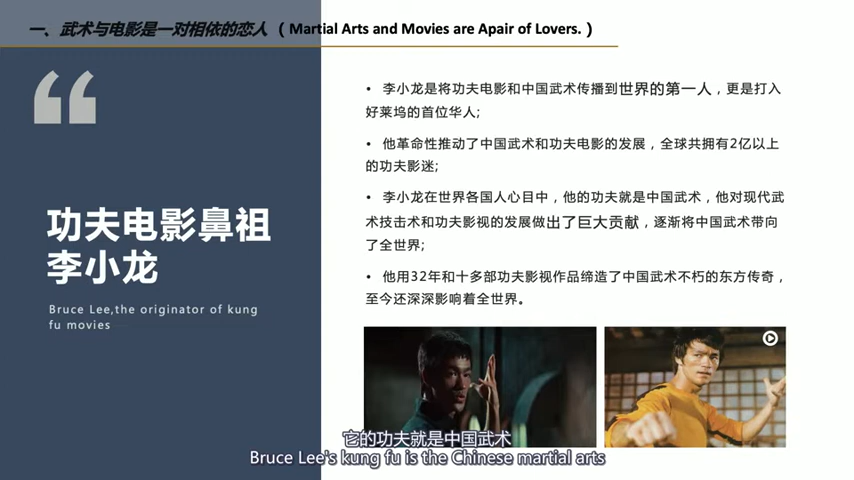 一、武术与电影是一对相依的恋人 （ Martial Arts and Movies are Apair of Lovers. ）
功夫电影鼻祖
李小龙
Bruce Lee,the originator of kung
fu movies
• 李小龙是将功夫电影和中国武术传播到世界的第一人，更是打入
好莱坞的首位华人;
• 他革命性推动了中国武术和功夫电影的发展，全球共拥有2亿以上
的功夫影迷;
• 李小龙在世界各国人心目中，他的功夫就是中国武术，他对现代武
术技击术和功夫影视的发展做出了巨大贡献，逐渐将中国武术带向
了全世界;
• 他用32年和十多部功夫影视作品缔造了中国武术不朽的东方传奇，
至今还深深影响着全世界。
它的功夫就是中国武术
Bruce Lee's kung fu is the Chinese martial arts